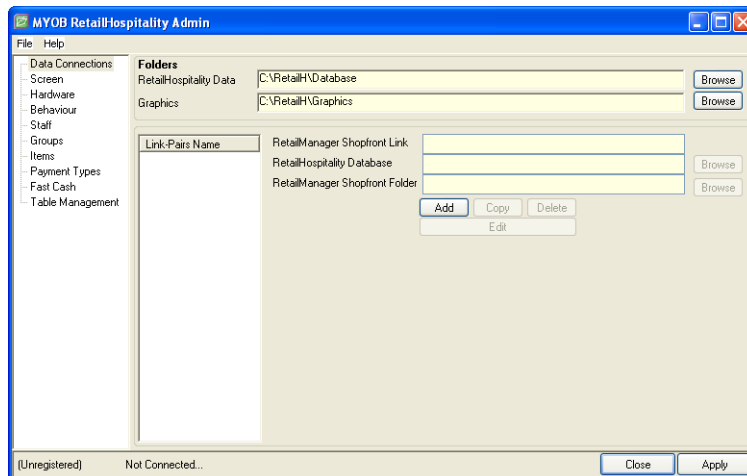 MYOB RetailHospitality Admin
File Help
Data Connections
Screen
Hardware
Behaviour
Staff
Groups
Items
Payment Types
Fast Cash
Table Management
Folders
RetailHospitality Data C:\RetailH\Database Browse
Graphics C:\RetailH\Graphics Browse
Link-Pairs Name
RetailManager Shopfront Link
RetailHospitality Database Browse
RetailManager Shopfront Folder Browse
Add Copy Delete
Edit
(Unregistered) Not Connected... Close Apply